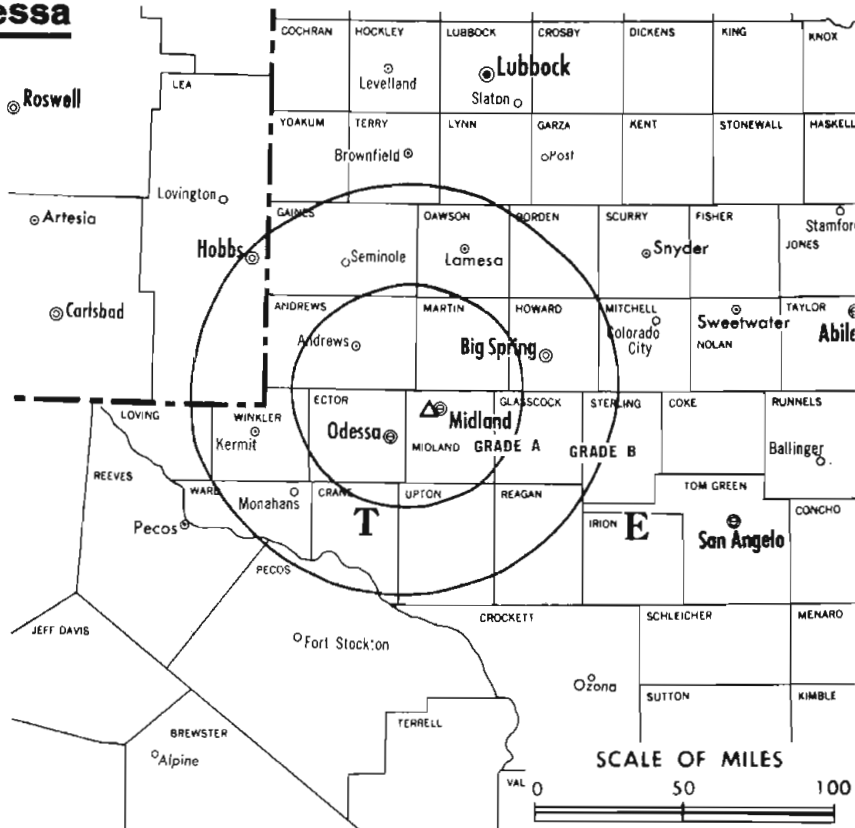 essa
COCHRAN HOCKLEY LUBBOCK CROSBY DICKENS KING KNOX
Lubbock
Levelland
Slaton
LEA
Roswell
YOAKUM TERRY LYNN GARZA KENT STONEWALL HASKELL
Brownfield Post
Lovington
Artesia
GAINES DAWSON BORDEN SCURRY FISHER Stamford
JONES
Hobbs Seminole Lamesa Snyder
Carlsbad
ANDREWS MARTIN HOWARD MITCHELL Sweetwater TAYLOR
Colorado
City
NOLAN Abile
Andrews Big Spring
LOVING WINKLER ECTOR GLASSCOCK STERLING COKE RUNNELS
Midland
Kermit Odessa MIDLAND GRADE A GRADE B Ballinger
REEVES WARD Monahans CRANE UPTON REAGAN TOM GREEN
CONCHO
Pecos T IRION E San Angelo
PECOS
CROCKETT SCHLEICHER MENARD
JEFF DAVIS Fort Stockton
Ozona
SUTTON KIMBLE
BREWSTER TERRELL
Alpine
SCALE OF MILES
VAL 0 50 100